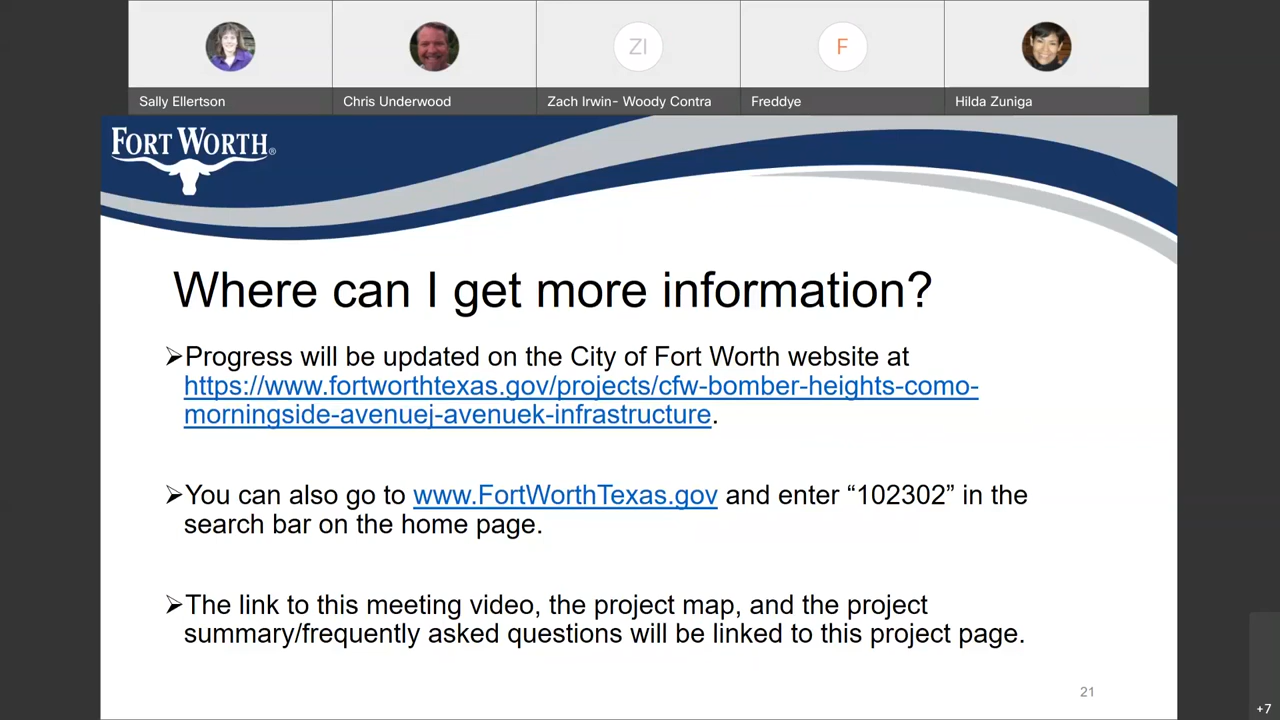 ZI
F
Sally Ellertson
Chris Underwood
Zach Irwin- Woody Contra
Freddye
Hilda Zuniga
FORT WORTH®
Where can I get more information?
➢Progress will be updated on the City of Fort Worth website at
https://www.fortworthtexas.gov/projects/cfw-bomber-heights-como-
morningside-avenuej-avenuek-infrastructure.
➢You can also go to www.FortWorthTexas.gov and enter “102302” in the
search bar on the home page.
➢The link to this meeting video, the project map, and the project
summary/frequently asked questions will be linked to this project page.
21
+7